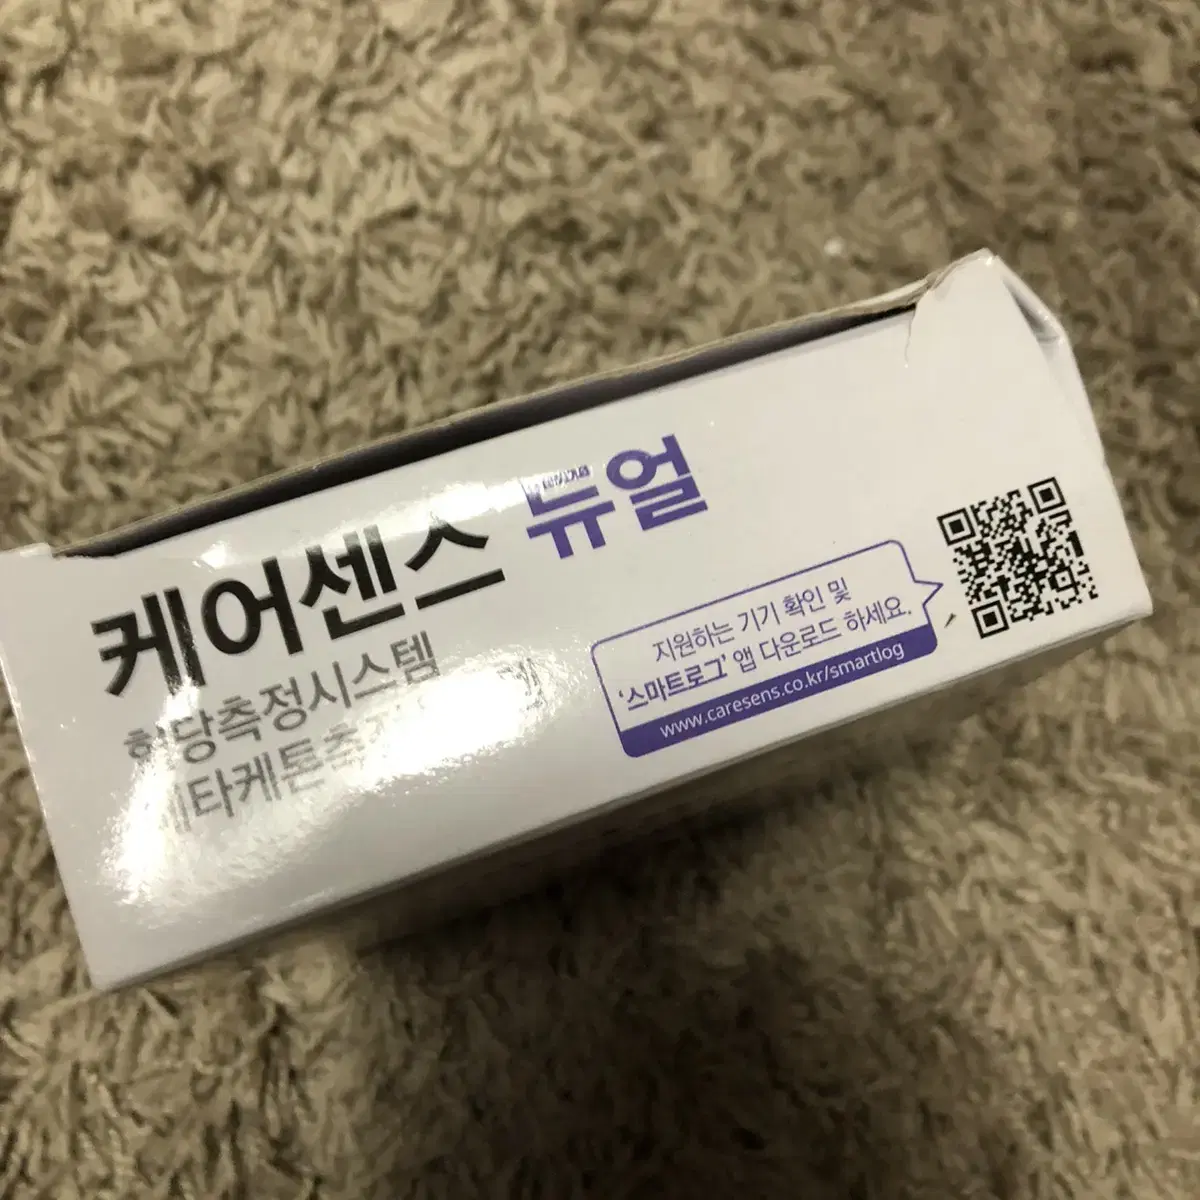 케어센스 듀얼
혈당측정시스템
지원하는 기기 확인 및
'스마트로그' 앱 다운로드 하세요.
www.caresens.co.kr/smartlog